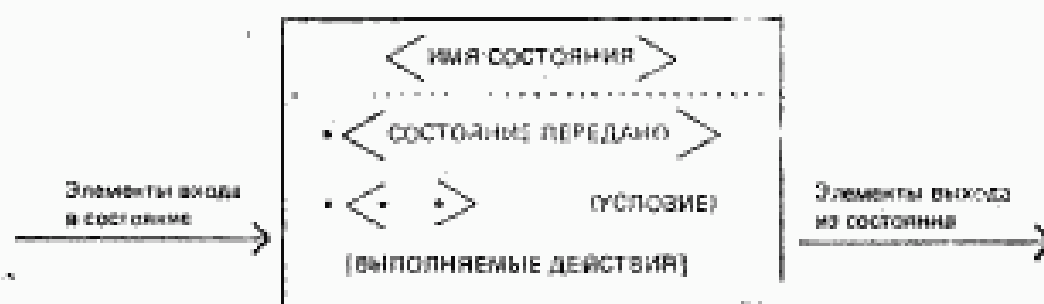 <ИМЯ СОСТОЯНИЯ>
• <СОСТОЯНИЕ ПЕРЕДАНО>
Элементы входа
в состояние
• <• •> (УСЛОВИЕ)
Элементы выхода
из состояния
[ВЫПОЛНЯЕМЫЕ ДЕЙСТВИЯ]